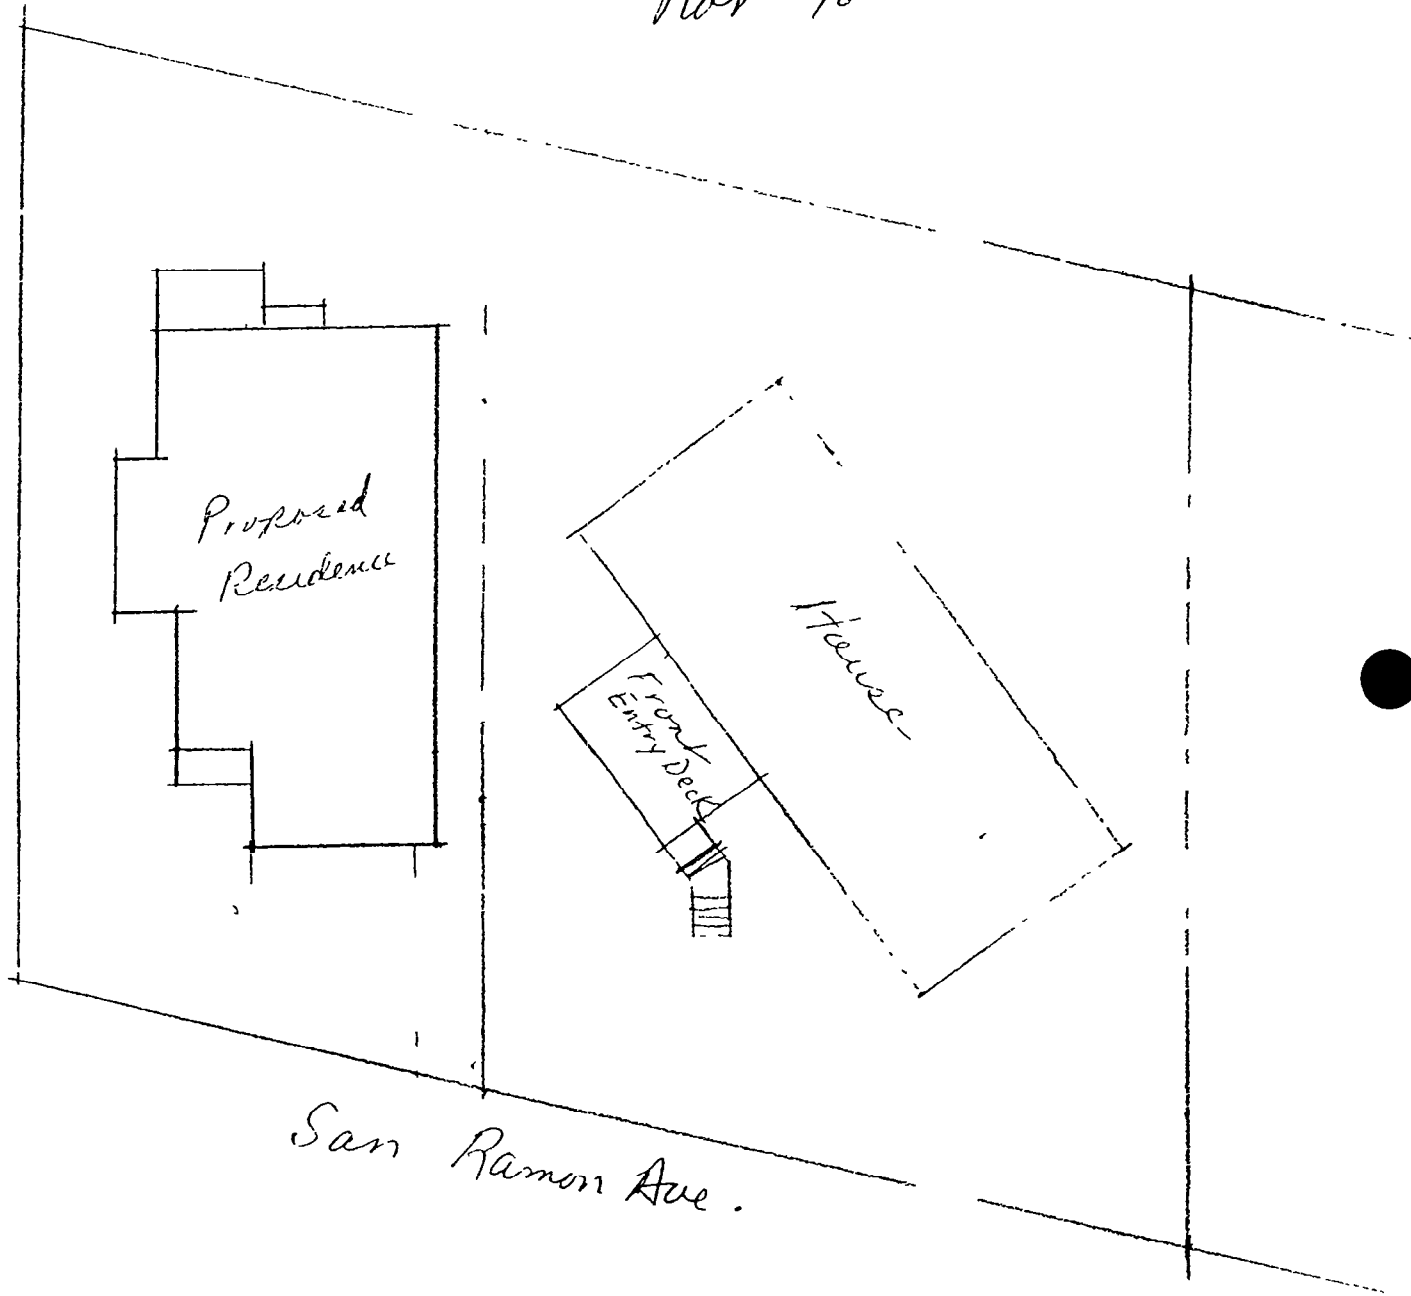 Proposed
Residence
House
Front
Entry Deck
San Ramon Ave.